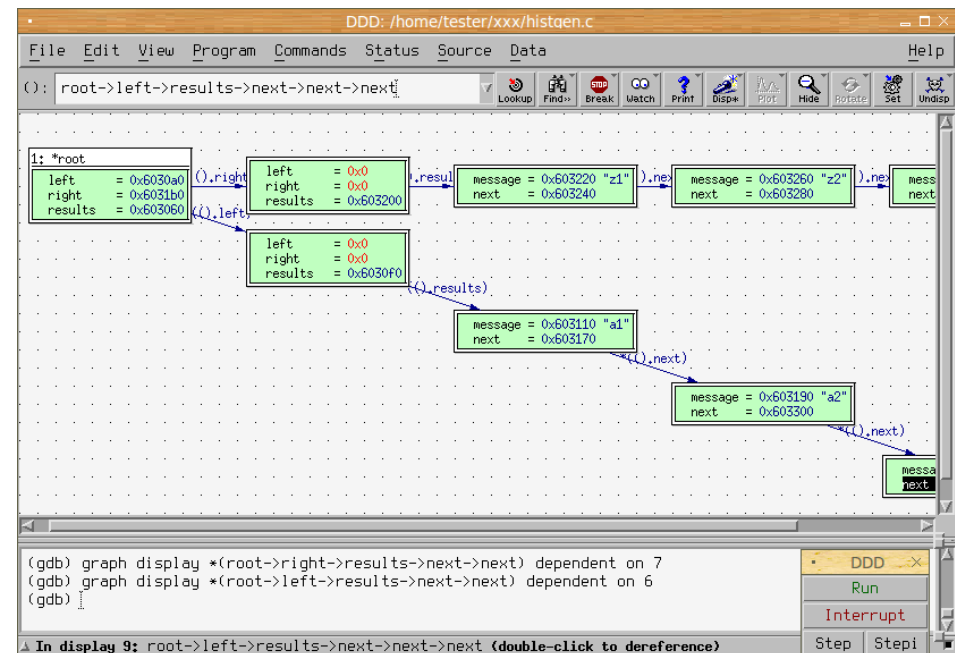 DDD: /home/tester/xxx/histgen.c
File Edit View Program Commands Status Source Data Help
(): root->left->results->next->next->next
Lookup Find» Break Watch Print Disp* Plot Hide Rotate Set Undisp
1: *root
left = 0x6030a0
right = 0x6031b0
results = 0x603060
().right
left = 0x0
right = 0x0
results = 0x603200
.resul
message = 0x603220 "z1"
next = 0x603240
).nex
message = 0x603260 "z2"
next = 0x603280
).nex
mess
next
*(().left)
left = 0x0
right = 0x0
results = 0x6030f0
(().results)
message = 0x603110 "a1"
next = 0x603170
*(().next)
message = 0x603190 "a2"
next = 0x603300
*(().next)
messa
next
(gdb) graph display *(root->right->results->next->next) dependent on 7
(gdb) graph display *(root->left->results->next->next) dependent on 6
(gdb)
DDD
Run
Interrupt
Step Stepi
In display 9: root->left->results->next->next->next (double-click to dereference)